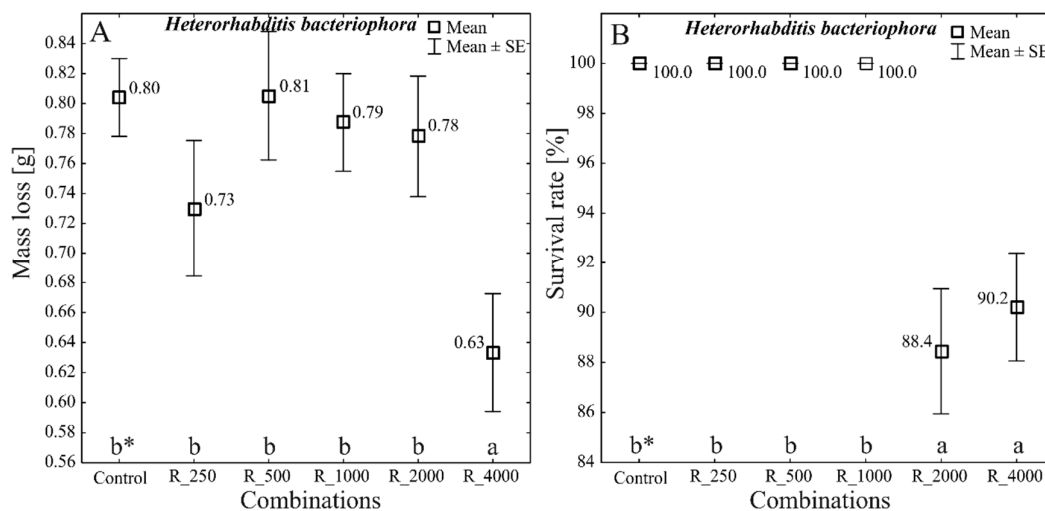 A
Heterorhabditis bacteriophora
Mean
Mean ± SE
Mass loss [g]
0.84
0.82
0.80
0.78
0.76
0.74
0.72
0.70
0.68
0.66
0.64
0.62
0.60
0.58
0.56
0.80
0.73
0.81
0.79
0.78
0.63
b* b b b b a
Control R_250 R_500 R_1000 R_2000 R_4000
Combinations
B
Heterorhabditis bacteriophora
Mean
Mean ± SE
Survival rate [%]
100
98
96
94
92
90
88
86
84
100.0 100.0 100.0 100.0
88.4
90.2
b* b b b a a
Control R_250 R_500 R_1000 R_2000 R_4000
Combinations